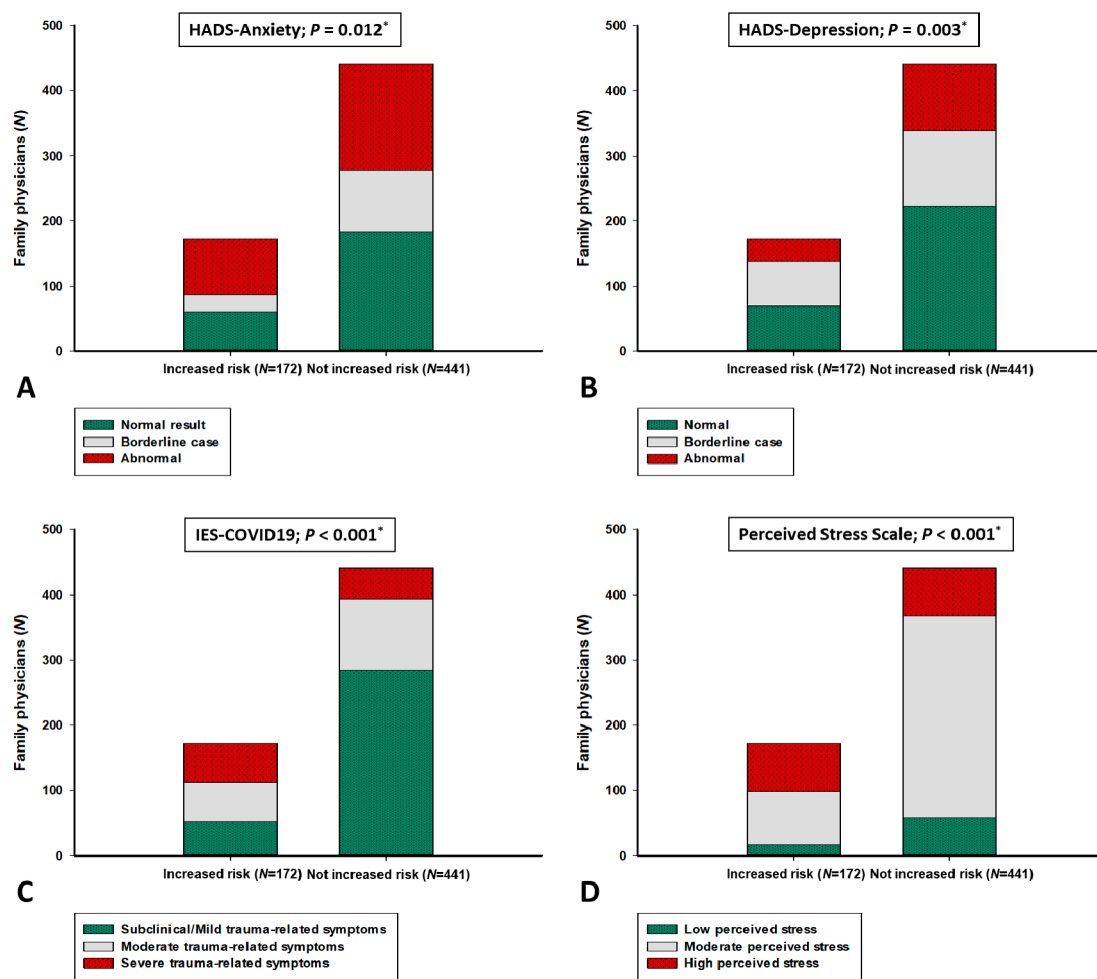 HADS-Anxiety; P = 0.012*
Family physicians (N)
500
400
300
200
100
0
Increased risk (N=172) Not increased risk (N=441)
A
Normal result
Borderline case
Abnormal
HADS-Depression; P = 0.003*
Family physicians (N)
500
400
300
200
100
0
Increased risk (N=172) Not increased risk (N=441)
B
Normal
Borderline case
Abnormal
IES-COVID19; P < 0.001*
Family physicians (N)
500
400
300
200
100
0
Increased risk (N=172) Not increased risk (N=441)
C
Subclinical/Mild trauma-related symptoms
Moderate trauma-related symptoms
Severe trauma-related symptoms
Perceived Stress Scale; P < 0.001*
Family physicians (N)
500
400
300
200
100
0
Increased risk (N=172) Not increased risk (N=441)
D
Low perceived stress
Moderate perceived stress
High perceived stress